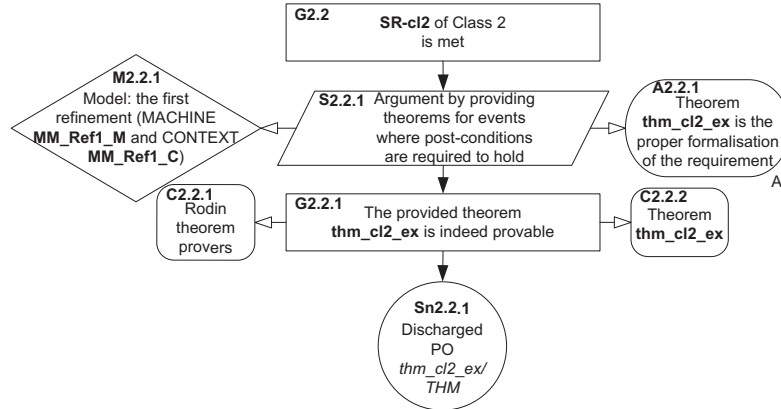 G2.2
SR-cl2 of Class 2
is met
M2.2.1
Model: the first
refinement (MACHINE
MM_Ref1_M and CONTEXT
MM_Ref1_C)
S2.2.1
Argument by providing
theorems for events
where post-conditions
are required to hold
A2.2.1
Theorem
thm_cl2_ex is the
proper formalisation
of the requirement
A
C2.2.1
Rodin
theorem
provers
G2.2.1
The provided theorem
thm_cl2_ex is indeed provable
C2.2.2
Theorem
thm_cl2_ex
Sn2.2.1
Discharged
PO
thm_cl2_ex/
THM